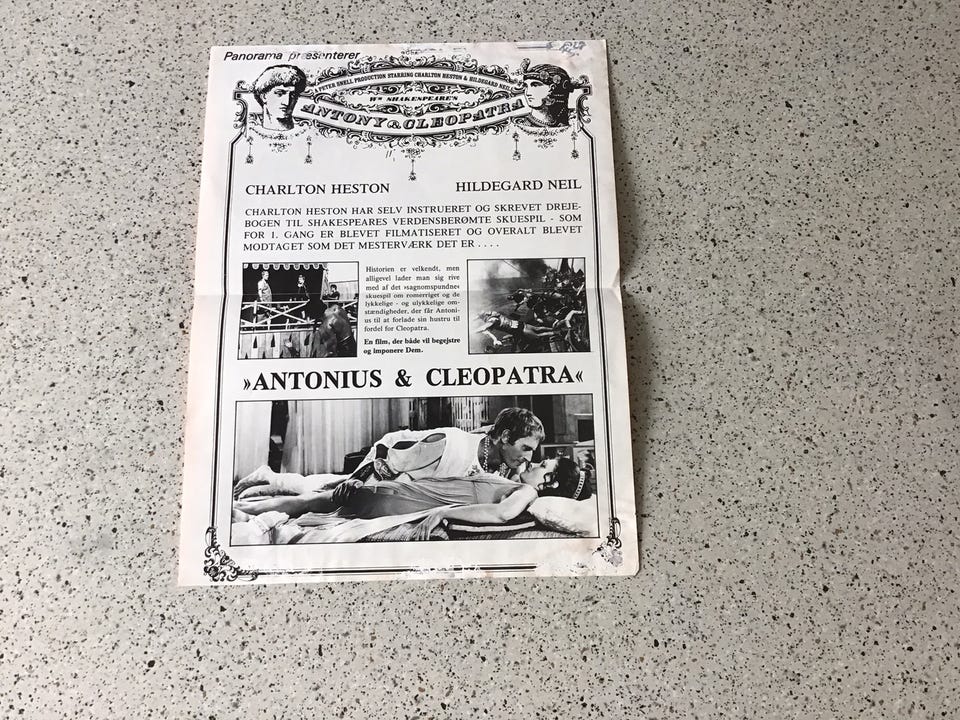 Panorama præsenterer
A PETER SNELL PRODUCTION STARRING CHARLTON HESTON & HILDEGARD NEIL
WM SHAKESPEARE'S
ANTONY & CLEOPATRA
CHARLTON HESTON HILDEGARD NEIL
CHARLTON HESTON HAR SELV INSTRUERET OG SKREVET DREJE-
BOGEN TIL SHAKESPEARES VERDENSBERØMTE SKUESPIL - SOM
FOR 1. GANG ER BLEVET FILMATISERET OG OVERALT BLEVET
MODTAGET SOM DET MESTERVÆRK DET ER . . . .
Historien er velkendt, men
alligevel lader man sig rive
med af det »sagnomspundne«
skuespil om romerriget og de
lykkelige - og ulykkelige om-
stændigheder, der får Antoni-
us til at forlade sin hustru til
fordel for Cleopatra.
En film, der både vil begejstre
og imponere Dem.
»ANTONIUS & CLEOPATRA«